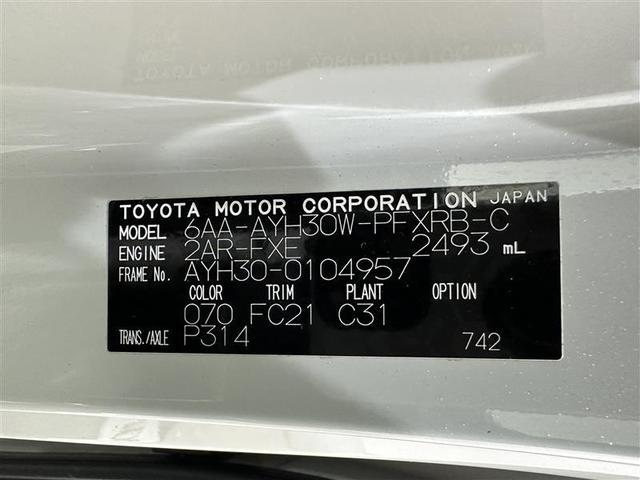 TOYOTA MOTOR CORPORATION JAPAN
MODEL 6AA-AYH30W-PFXRB-C
ENGINE 2AR-FXE 2493 mL
FRAME No. AYH30-0104957
COLOR TRIM PLANT OPTION
070 FC21 C31
TRANS./AXLE P314 742